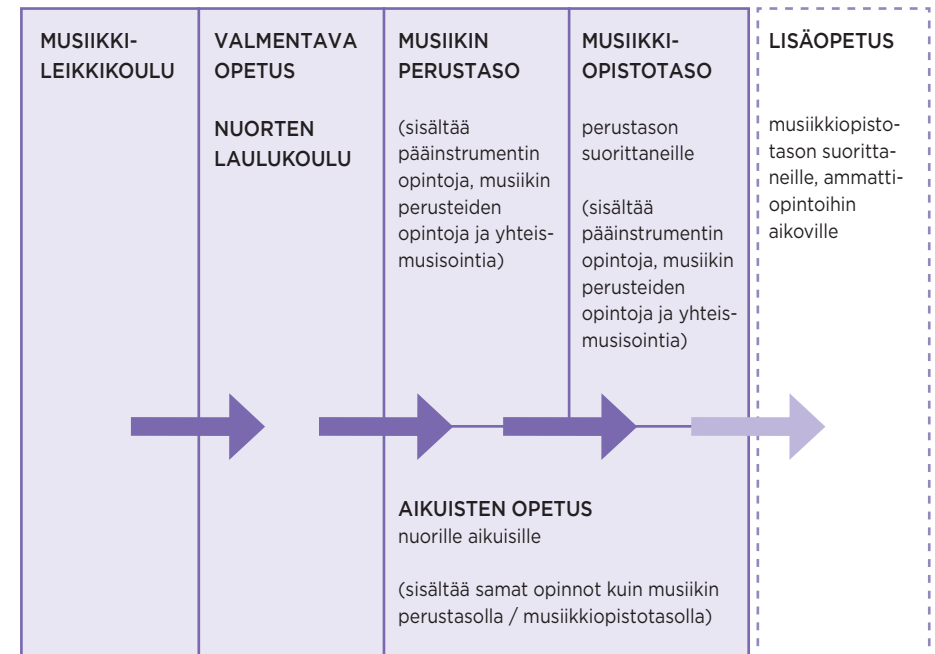 MUSIIKKI-
LEIKKIKOULU
VALMENTAVA
OPETUS
NUORTEN
LAULUKOULU
MUSIIKIN
PERUSTASO
(sisältää
pääinstrumentin
opintoja, musiikin
perusteiden
opintoja ja yhteis-
musisointia)
MUSIIKKI-
OPISTOTASO
perustason
suorittaneille
(sisältää
pääinstrumentin
opintoja, musiikin
perusteiden
opintoja ja yhteis-
musisointia)
LISÄOPETUS
musiikkiopisto-
tason suoritta-
neille, ammatti-
opintoihin
aikoville
AIKUISTEN OPETUS
nuorille aikuisille
(sisältää samat opinnot kuin musiikin
perustasolla / musiikkiopistotasolla)